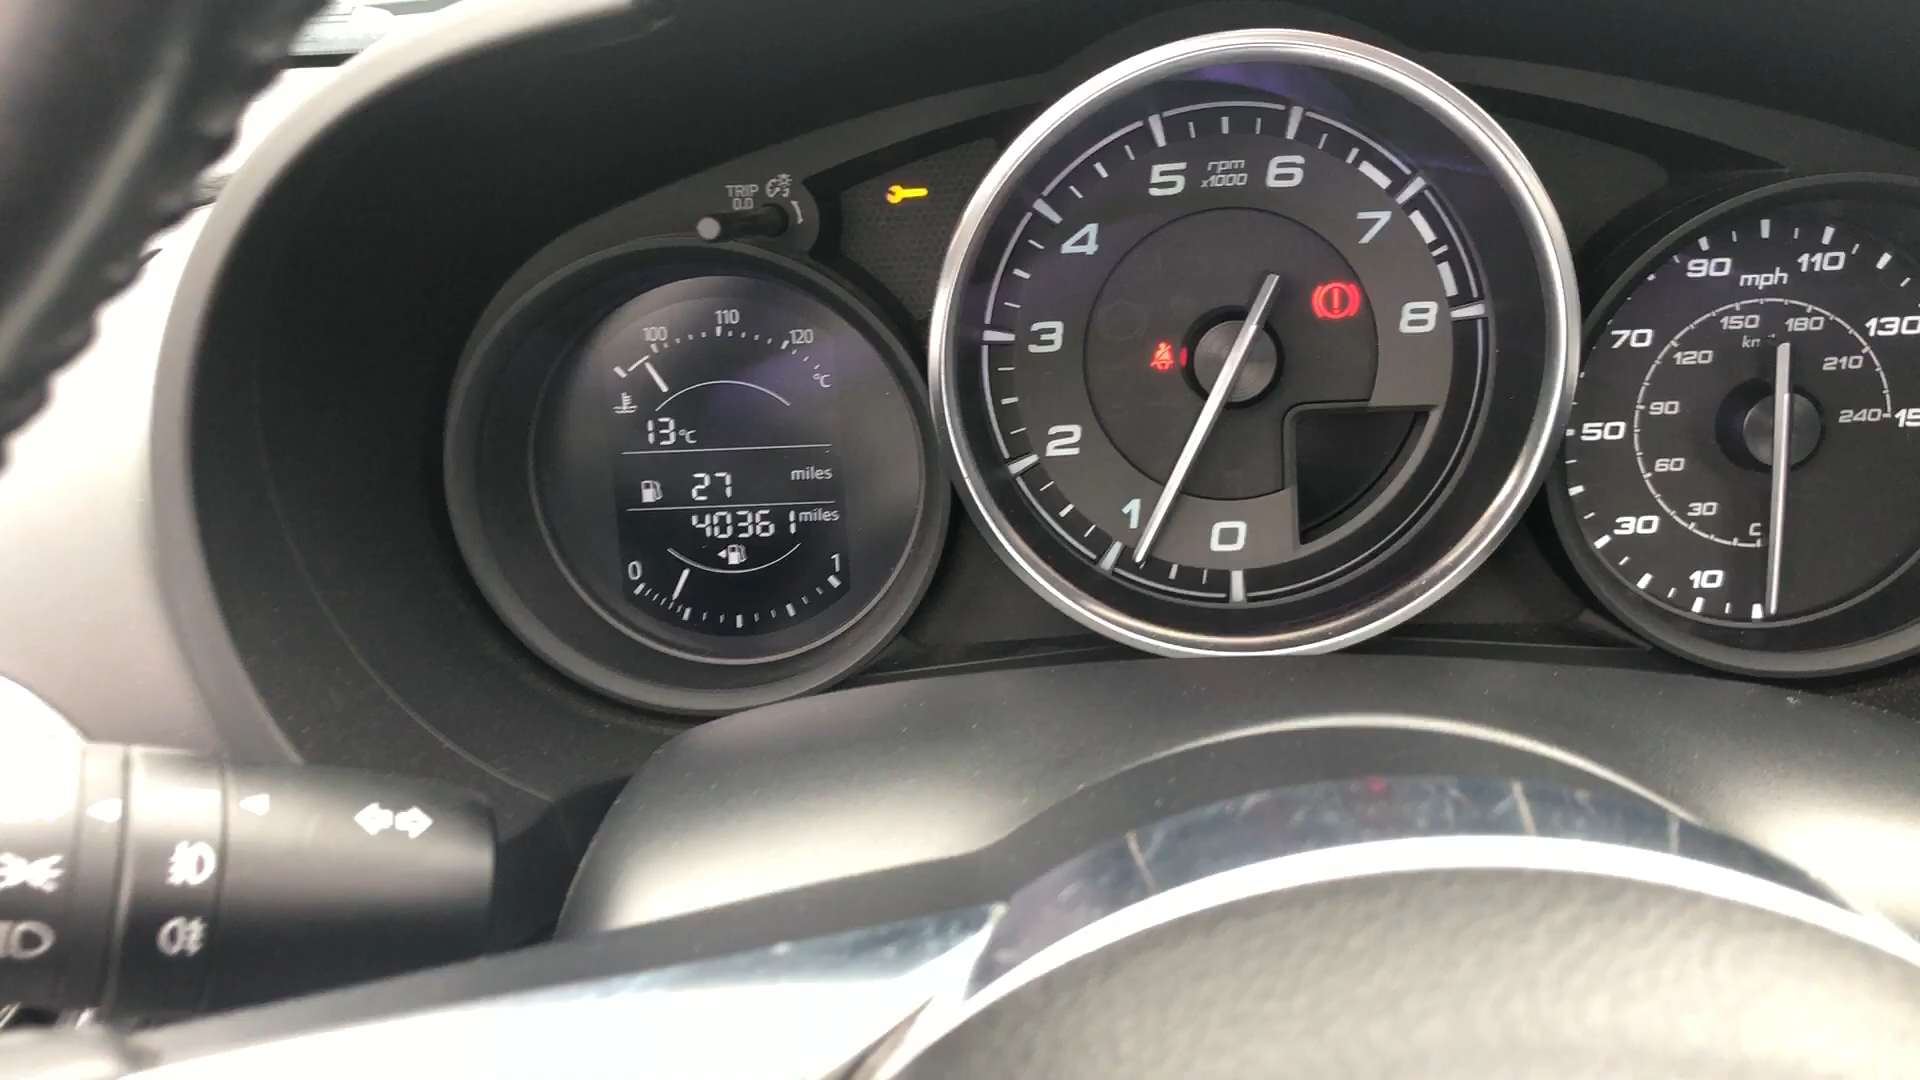 TRIP
0.0
100 110 120
°C
13°C
27 miles
40361 miles
0 1
rpm
x1000
0 1 2 3 4 5 6 7 8
mph
10 30 50 70 90 110 130
30 60 90 120 150 180 210 240